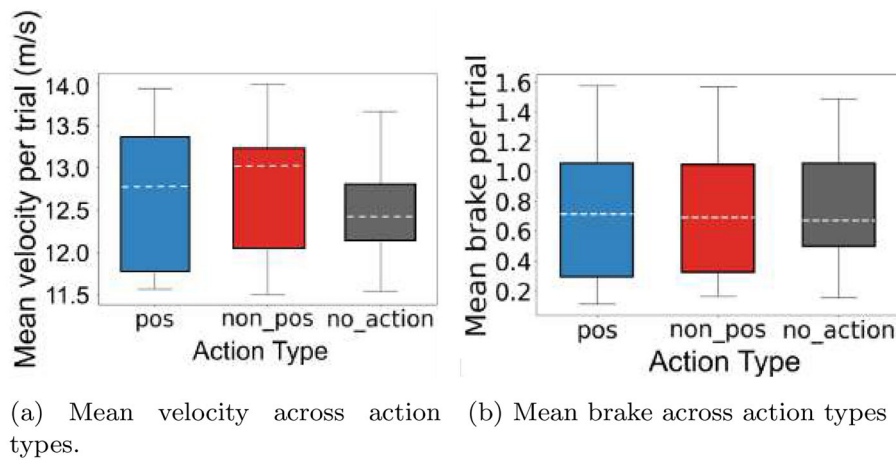 Mean velocity per trial (m/s)
14.0
13.5
13.0
12.5
12.0
11.5
pos non_pos no_action
Action Type
Mean brake per trial
1.6
1.4
1.2
1.0
0.8
0.6
0.4
0.2
pos non_pos no_action
Action Type
(a) Mean velocity across action
types.
(b) Mean brake across action types